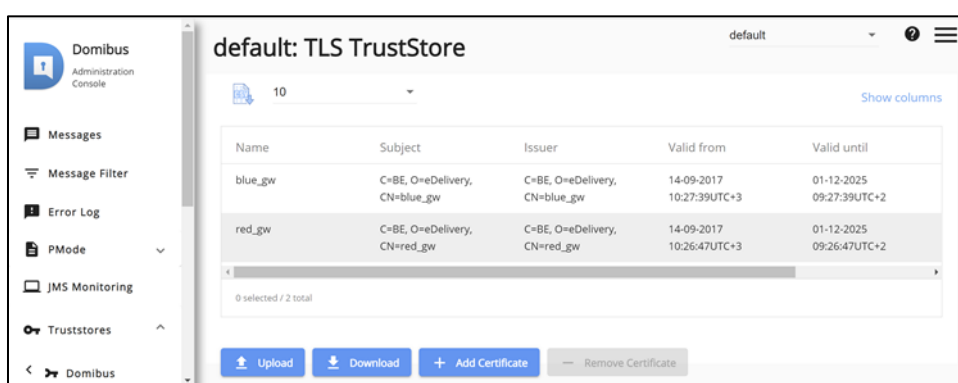 Domibus
Administration
Console
Messages
Message Filter
Error Log
PMode
JMS Monitoring
Truststores
Domibus
default: TLS TrustStore
default
10
Show columns
Name Subject Issuer Valid from Valid until
blue_gw C=BE, O=eDelivery, C=BE, O=eDelivery, 14-09-2017 01-12-2025
CN=blue_gw CN=blue_gw 10:27:39UTC+3 09:27:39UTC+2
red_gw C=BE, O=eDelivery, C=BE, O=eDelivery, 14-09-2017 01-12-2025
CN=red_gw CN=red_gw 10:26:47UTC+3 09:26:47UTC+2
0 selected / 2 total
Upload Download Add Certificate Remove Certificate